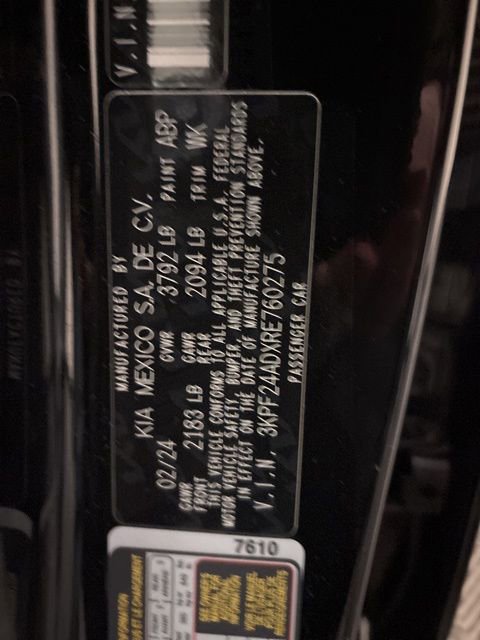 V.I.N.
MANUFACTURED BY
KIA MEXICO S.A. DE C.V.
02/24 GVWR 3792 LB PAINT ABP
GAWR FRONT 2183 LB GAWR REAR 2094 LB TRIM WK
THIS VEHICLE CONFORMS TO ALL APPLICABLE U.S.A. FEDERAL
MOTOR VEHICLE SAFETY, BUMPER, AND THEFT PREVENTION STANDARDS
IN EFFECT ON THE DATE OF MANUFACTURE SHOWN ABOVE.
V.I.N. 3KPF24ADXRE760275
PASSENGER CAR
7610